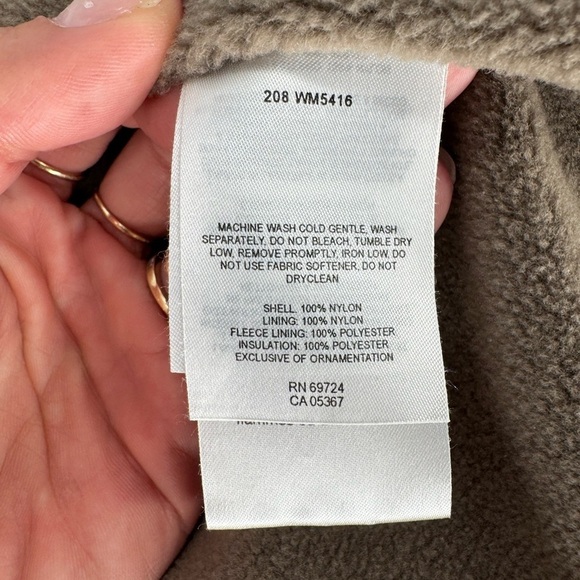 208 WM5416
MACHINE WASH COLD GENTLE, WASH
SEPARATELY, DO NOT BLEACH, TUMBLE DRY
LOW, REMOVE PROMPTLY, IRON LOW, DO
NOT USE FABRIC SOFTENER, DO NOT
DRYCLEAN
SHELL: 100% NYLON
LINING: 100% NYLON
FLEECE LINING: 100% POLYESTER
INSULATION: 100% POLYESTER
EXCLUSIVE OF ORNAMENTATION
RN 69724
CA 05367